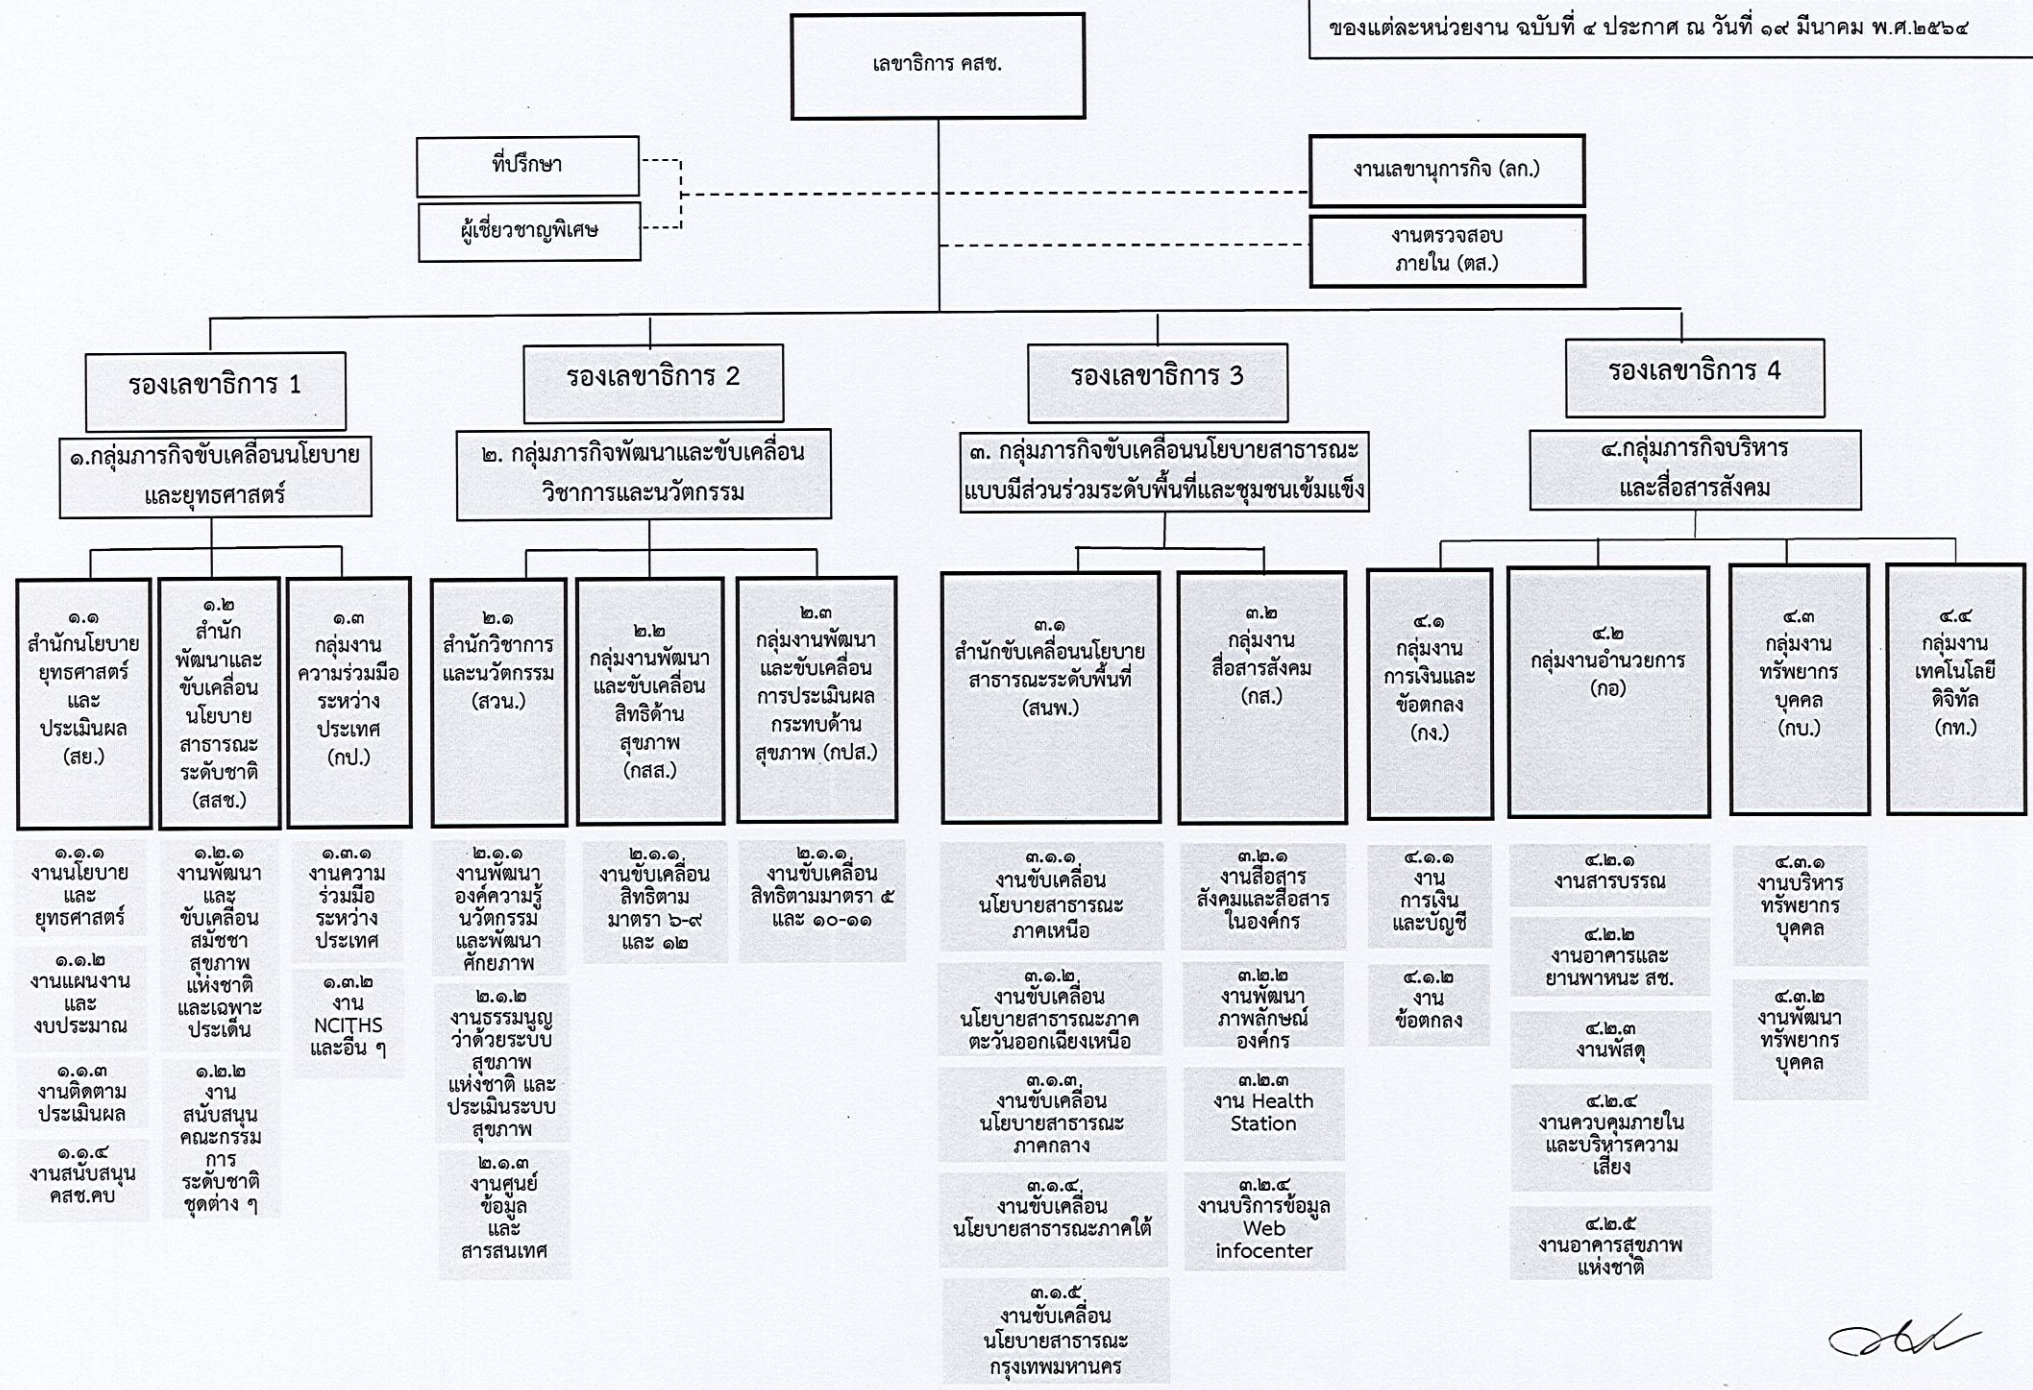 ของแต่ละหน่วยงาน ฉบับที่ ๔ ประกาศ ณ วันที่ ๑๙ มีนาคม พ.ศ.๒๕๖๔
เลขาธิการ คสช.
ที่ปรึกษา
ผู้เชี่ยวชาญพิเศษ
งานเลขานุการกิจ (ลก.)
งานตรวจสอบ
ภายใน (ตส.)
รองเลขาธิการ 1
รองเลขาธิการ 2
รองเลขาธิการ 3
รองเลขาธิการ 4
๑.กลุ่มภารกิจขับเคลื่อนนโยบาย
และยุทธศาสตร์
๒. กลุ่มภารกิจพัฒนาและขับเคลื่อน
วิชาการและนวัตกรรม
๓. กลุ่มภารกิจขับเคลื่อนนโยบายสาธารณะ
แบบมีส่วนร่วมระดับพื้นที่และชุมชนเข้มแข็ง
๔.กลุ่มภารกิจบริหาร
และสื่อสารสังคม
๑.๑
สำนักนโยบาย
ยุทธศาสตร์
และ
ประเมินผล
(สย.)
๑.๒
สำนัก
พัฒนาและ
ขับเคลื่อน
นโยบาย
สาธารณะ
ระดับชาติ
(สสช.)
๑.๓
กลุ่มงาน
ความร่วมมือ
ระหว่าง
ประเทศ
(กป.)
๒.๑
สำนักวิชาการ
และนวัตกรรม
(สวน.)
๒.๒
กลุ่มงานพัฒนา
และขับเคลื่อน
สิทธิด้าน
สุขภาพ
(กสส.)
๒.๓
กลุ่มงานพัฒนา
และขับเคลื่อน
การประเมินผล
กระทบด้าน
สุขภาพ (กปส.)
๓.๑
สำนักขับเคลื่อนนโยบาย
สาธารณะระดับพื้นที่
(สนพ.)
๓.๒
กลุ่มงาน
สื่อสารสังคม
(กส.)
๔.๑
กลุ่มงาน
การเงินและ
ข้อตกลง
(กง.)
๔.๒
กลุ่มงานอำนวยการ
(กอ)
๔.๓
กลุ่มงาน
ทรัพยากร
บุคคล
(กบ.)
๔.๔
กลุ่มงาน
เทคโนโลยี
ดิจิทัล
(กท.)
๑.๑.๑
งานนโยบาย
และ
ยุทธศาสตร์
๑.๑.๒
งานแผนงาน
และ
งบประมาณ
๑.๑.๓
งานติดตาม
ประเมินผล
๑.๑.๔
งานสนับสนุน
คสช.คบ
๑.๒.๑
งานพัฒนา
และ
ขับเคลื่อน
สมัชชา
สุขภาพ
แห่งชาติ
และเฉพาะ
ประเด็น
๑.๒.๒
งาน
สนับสนุน
คณะกรรม
การ
ระดับชาติ
ชุดต่าง ๆ
๑.๓.๑
งานความ
ร่วมมือ
ระหว่าง
ประเทศ
๑.๓.๒
งาน
NCITHS
และอื่น ๆ
๒.๑.๑
งานพัฒนา
องค์ความรู้
นวัตกรรม
และพัฒนา
ศักยภาพ
๒.๑.๒
งานธรรมนูญ
ว่าด้วยระบบ
สุขภาพ
แห่งชาติ และ
ประเมินระบบ
สุขภาพ
๒.๑.๓
งานศูนย์
ข้อมูล
และ
สารสนเทศ
๒.๑.๑
งานขับเคลื่อน
สิทธิตาม
มาตรา ๖-๙
และ ๑๒
๒.๑.๑
งานขับเคลื่อน
สิทธิตามมาตรา ๕
และ ๑๐-๑๑
๓.๑.๑
งานขับเคลื่อน
นโยบายสาธารณะ
ภาคเหนือ
๓.๑.๒
งานขับเคลื่อน
นโยบายสาธารณะภาค
ตะวันออกเฉียงเหนือ
๓.๑.๓
งานขับเคลื่อน
นโยบายสาธารณะ
ภาคกลาง
๓.๑.๔
งานขับเคลื่อน
นโยบายสาธารณะภาคใต้
๓.๑.๕
งานขับเคลื่อน
นโยบายสาธารณะ
กรุงเทพมหานคร
๓.๒.๑
งานสื่อสาร
สังคมและสื่อสาร
ในองค์กร
๓.๒.๒
งานพัฒนา
ภาพลักษณ์
องค์กร
๓.๒.๓
งาน Health
Station
๓.๒.๔
งานบริการข้อมูล
Web
infocenter
๔.๑.๑
งาน
การเงิน
และบัญชี
๔.๑.๒
งาน
ข้อตกลง
๔.๒.๑
งานสารบรรณ
๔.๒.๒
งานอาคารและ
ยานพาหนะ สช.
๔.๒.๓
งานพัสดุ
๔.๒.๔
งานควบคุมภายใน
และบริหารความ
เสี่ยง
๔.๒.๕
งานอาคารสุขภาพ
แห่งชาติ
๔.๓.๑
งานบริหาร
ทรัพยากร
บุคคล
๔.๓.๒
งานพัฒนา
ทรัพยากร
บุคคล